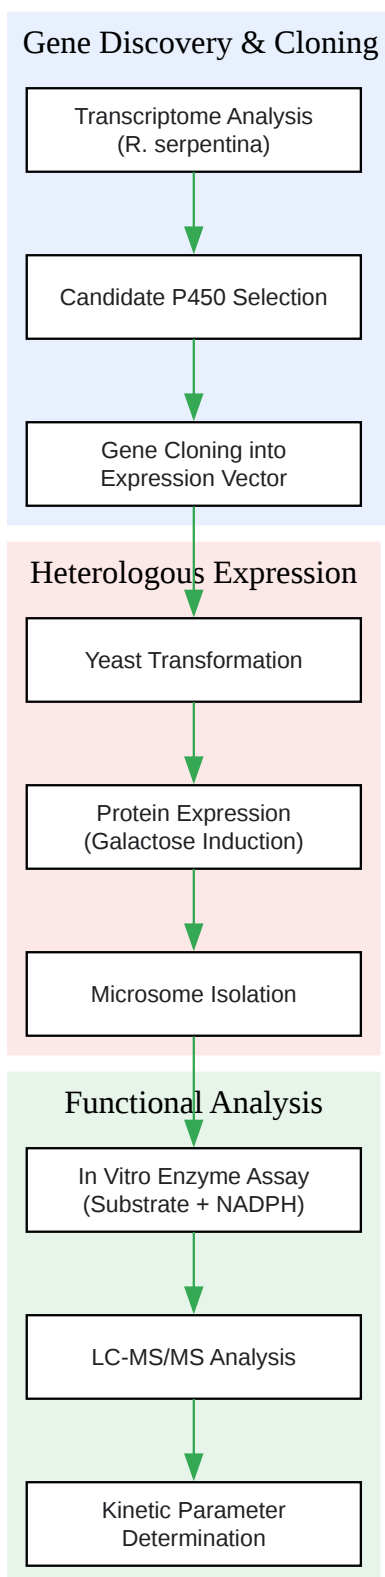 Gene Discovery & Cloning
Transcriptome Analysis
(R. serpentina)
Candidate P450 Selection
Gene Cloning into
Expression Vector
Heterologous Expression
Yeast Transformation
Protein Expression
(Galactose Induction)
Microsome Isolation
Functional Analysis
In Vitro Enzyme Assay
(Substrate + NADPH)
LC-MS/MS Analysis
Kinetic Parameter
Determination